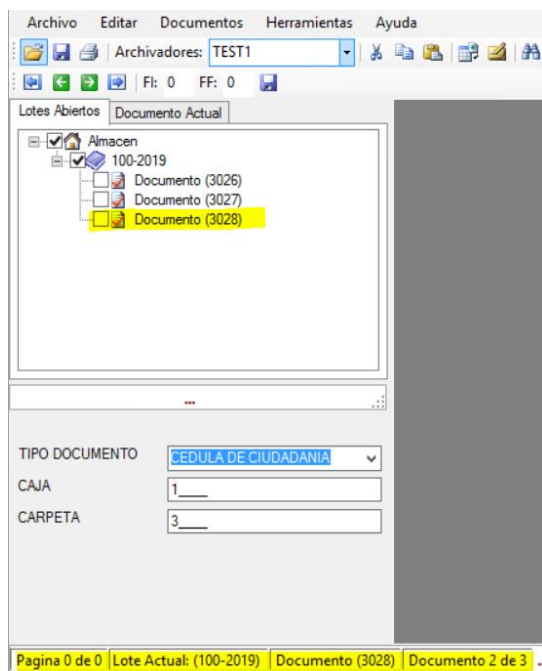 Archivo Editar Documentos Herramientas Ayuda
Archivadores: TEST1
FI: 0 FF: 0
Lotes Abiertos Documento Actual
Almacen
100-2019
Documento (3026)
Documento (3027)
Documento (3028)
...
TIPO DOCUMENTO CEDULA DE CIUDADANIA
CAJA 1____
CARPETA 3____
Pagina 0 de 0 Lote Actual: (100-2019) Documento (3028) Documento 2 de 3 ..